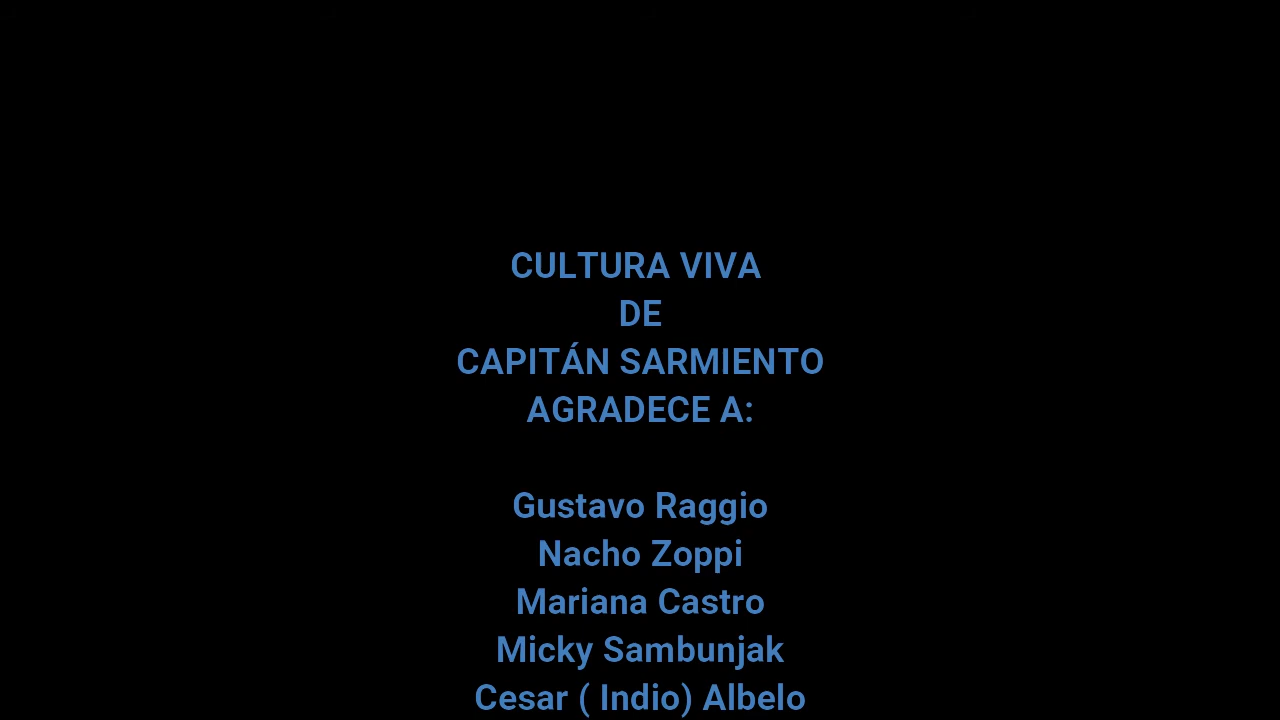 CULTURA VIVA
DE
CAPITÁN SARMIENTO
AGRADECE A:
Gustavo Raggio
Nacho Zoppi
Mariana Castro
Micky Sambunjak
Cesar ( Indio) Albelo